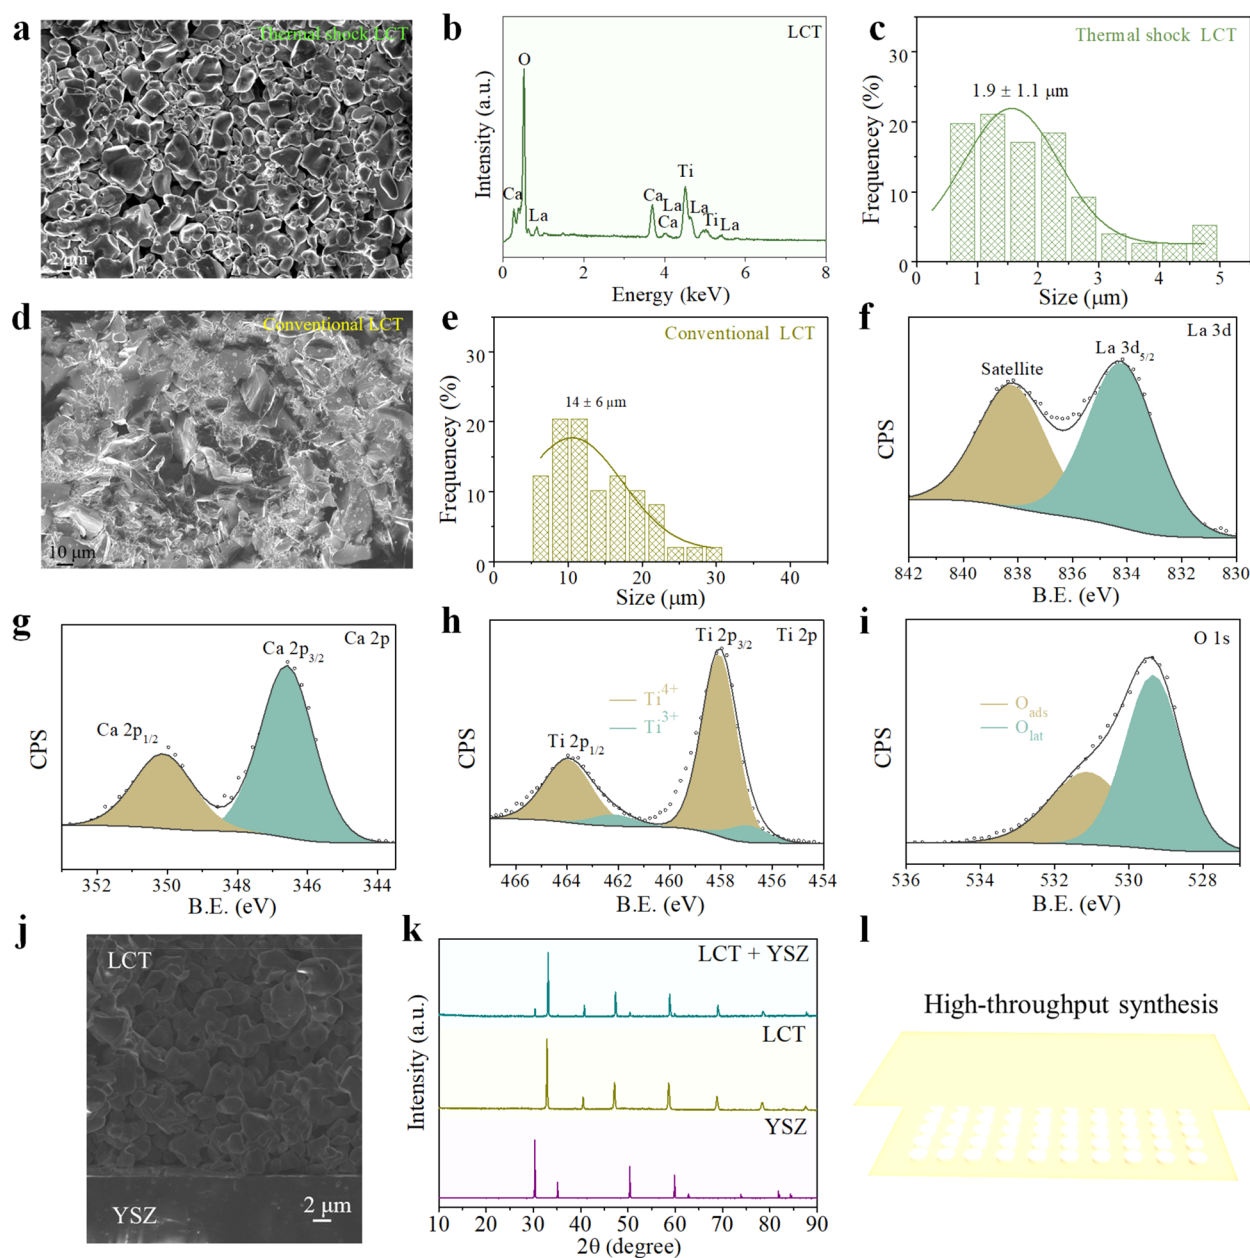 a
Thermal shock LCT
2 μm
b
LCT
Intensity (a.u.)
O
Ca
La
Ca
La
Ca
Ti
La
Ti
La
0 2 4 6 8
Energy (keV)
c
Thermal shock LCT
1.9 ± 1.1 μm
Frequencey (%)
30
20
10
0
0 1 2 3 4 5
Size (μm)
d
Conventional LCT
10 μm
e
Conventional LCT
14 ± 6 μm
Frequencey (%)
30
20
10
0
0 10 20 30 40
Size (μm)
f
La 3d
Satellite
La 3d5/2
CPS
842 840 838 836 834 832 830
B.E. (eV)
g
Ca 2p
Ca 2p3/2
Ca 2p1/2
CPS
352 350 348 346 344
B.E. (eV)
h
Ti 2p3/2
Ti 2p
Ti4+
Ti3+
Ti 2p1/2
CPS
466 464 462 460 458 456 454
B.E. (eV)
i
O 1s
Oads
Olat
CPS
536 534 532 530 528
B.E. (eV)
j
LCT
YSZ
2 μm
k
LCT + YSZ
LCT
YSZ
Intensity (a.u.)
10 20 30 40 50 60 70 80 90
2θ (degree)
l
High-throughput synthesis